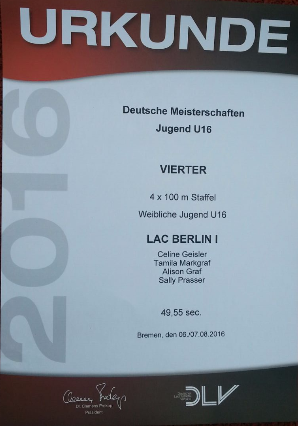 URKUNDE
2016
Deutsche Meisterschaften
Jugend U16
VIERTER
4 x 100 m Staffel
Weibliche Jugend U16
LAC BERLIN I
Celine Geisler
Tamila Markgraf
Alison Graf
Sally Prasser
49,55 sec.
Bremen, den 06./07.08.2016
Präsident
DLV